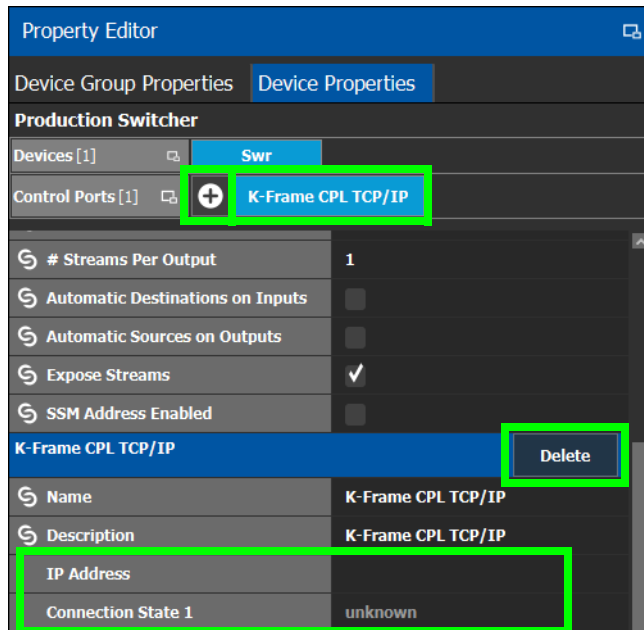 Property Editor
Device Group Properties Device Properties
Production Switcher
Devices [1] Swr
Control Ports [1] K-Frame CPL TCP/IP
# Streams Per Output 1
Automatic Destinations on Inputs
Automatic Sources on Outputs
Expose Streams
SSM Address Enabled
K-Frame CPL TCP/IP Delete
Name K-Frame CPL TCP/IP
Description K-Frame CPL TCP/IP
IP Address
Connection State 1 unknown